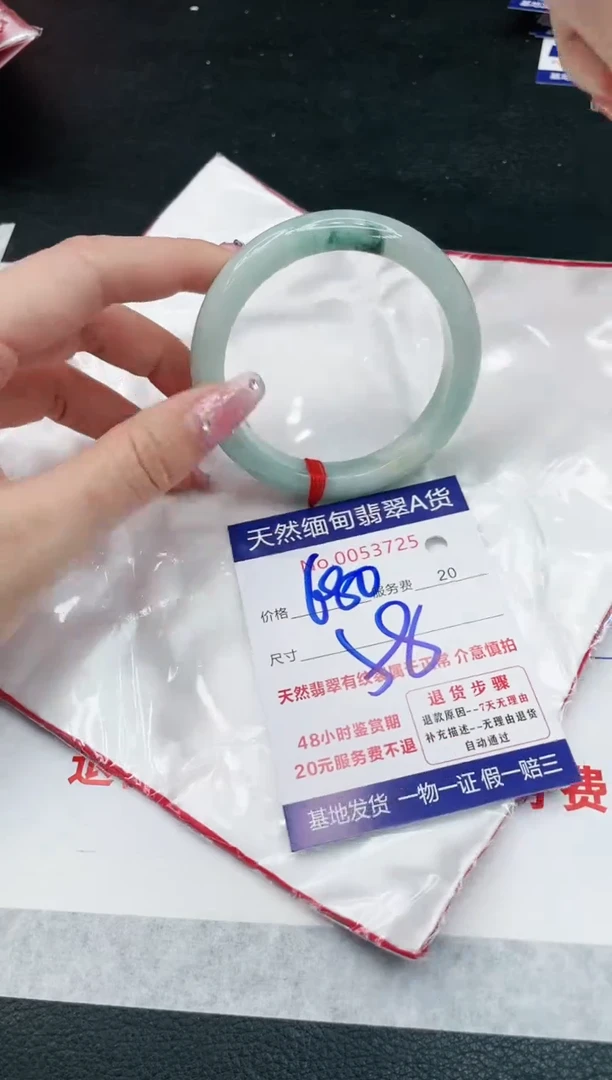 天然缅甸翡翠A货
No.0053725
价格 680 服务费 20
尺寸 58
天然翡翠有纹裂属于正常 介意慎拍
48小时鉴赏期
20元服务费不退
退货步骤
退款原因--7天无理由
补充描述--无理由退货
自动通过
基地发货 一物一证 假一赔三
费